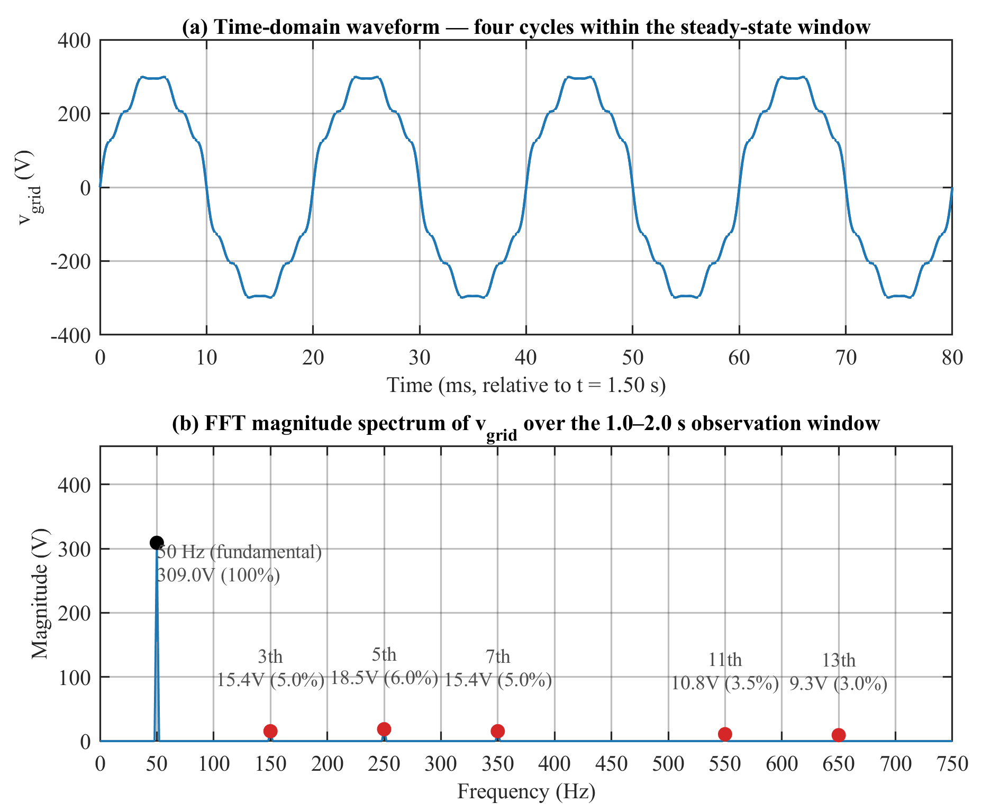 (a) Time-domain waveform — four cycles within the steady-state window
400
200
0
-200
-400
v_grid (V)
0 10 20 30 40 50 60 70 80
Time (ms, relative to t = 1.50 s)
(b) FFT magnitude spectrum of v_grid over the 1.0–2.0 s observation window
400
300
200
100
0
Magnitude (V)
50 Hz (fundamental)
309.0V (100%)
3th
15.4V (5.0%)
5th
18.5V (6.0%)
7th
15.4V (5.0%)
11th
10.8V (3.5%)
13th
9.3V (3.0%)
0 50 100 150 200 250 300 350 400 450 500 550 600 650 700 750
Frequency (Hz)